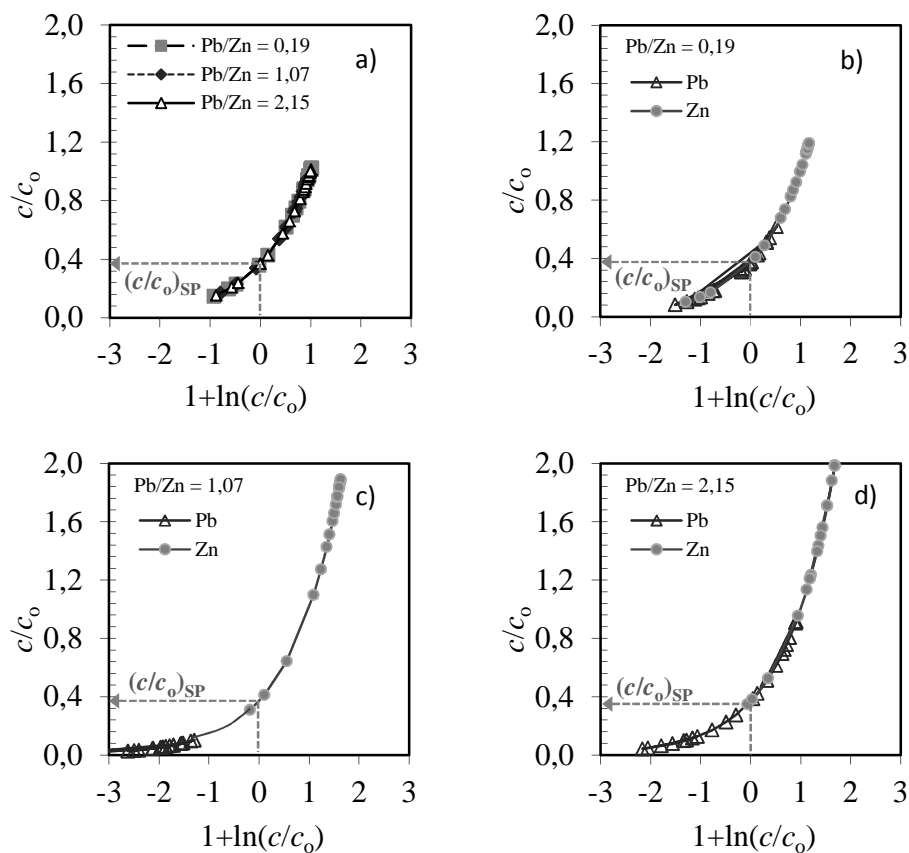 2,0
1,6
1,2
0,8
0,4
0,0
c/cₒ
Pb/Zn = 0,19
Pb/Zn = 1,07
Pb/Zn = 2,15
a)
(c/cₒ)SP
-3 -2 -1 0 1 2 3
1+ln(c/cₒ)
2,0
1,6
1,2
0,8
0,4
0,0
c/cₒ
Pb/Zn = 0,19
b)
Pb
Zn
(c/cₒ)SP
-3 -2 -1 0 1 2 3
1+ln(c/cₒ)
2,0
1,6
1,2
0,8
0,4
0,0
c/cₒ
Pb/Zn = 1,07
c)
Pb
Zn
(c/cₒ)SP
-3 -2 -1 0 1 2 3
1+ln(c/cₒ)
2,0
1,6
1,2
0,8
0,4
0,0
c/cₒ
Pb/Zn = 2,15
d)
Pb
Zn
(c/cₒ)SP
-3 -2 -1 0 1 2 3
1+ln(c/cₒ)